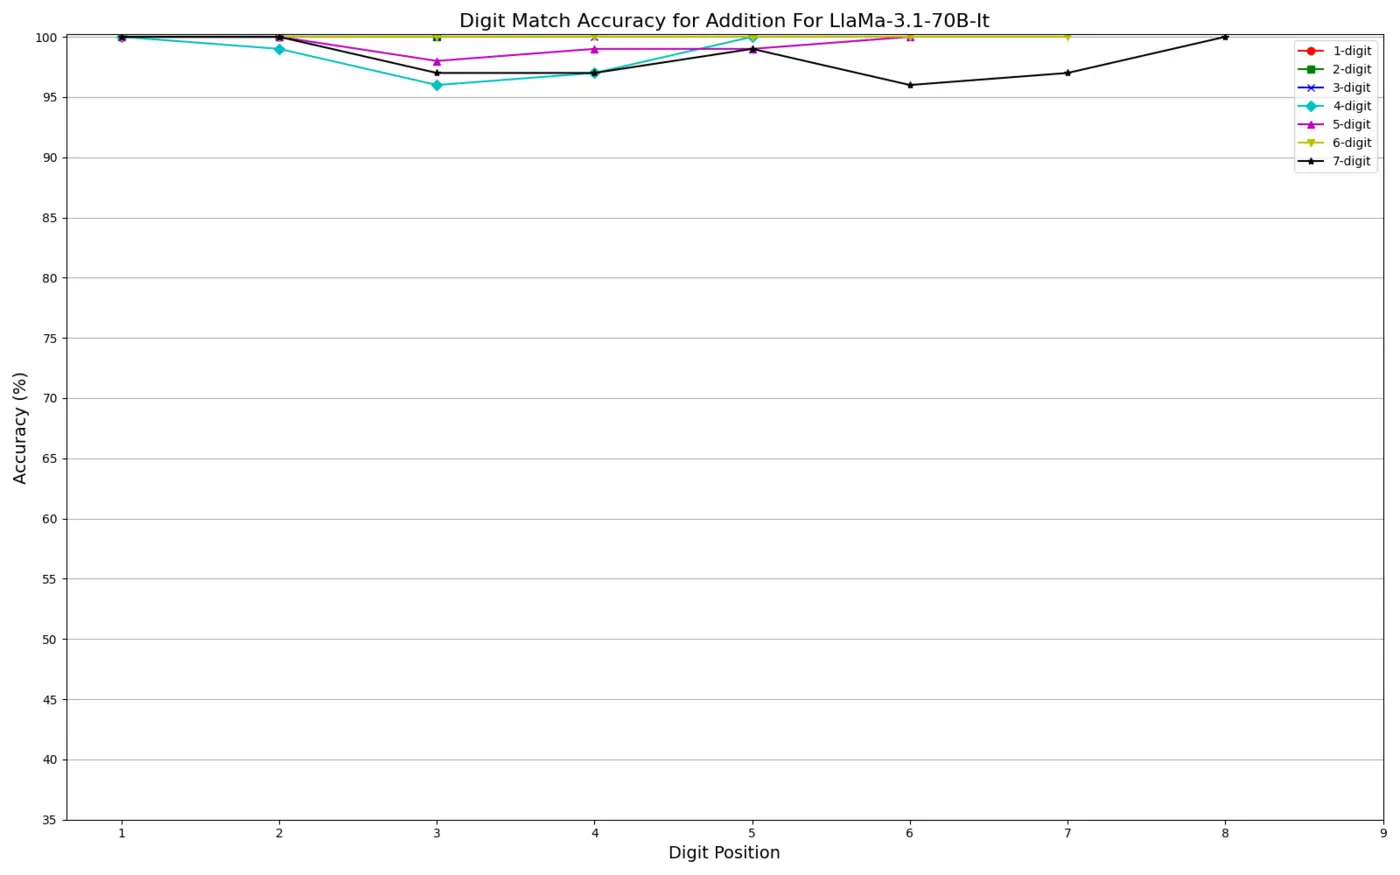 Digit Match Accuracy for Addition For LlaMa-3.1-70B-It
100
95
90
85
80
75
70
65
60
55
50
45
40
35
Accuracy (%)
1-digit
2-digit
3-digit
4-digit
5-digit
6-digit
7-digit
1 2 3 4 5 6 7 8 9
Digit Position